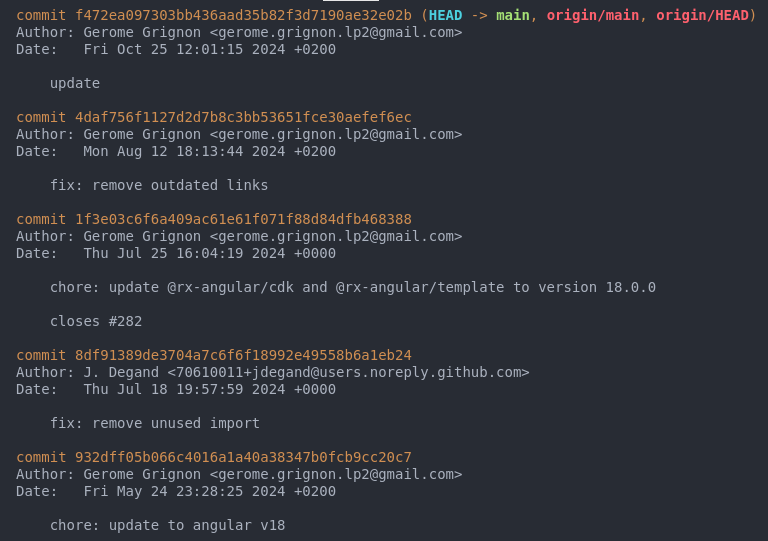 commit f472ea097303bb436aad35b82f3d7190ae32e02b (HEAD -> main, origin/main, origin/HEAD)
Author: Gerome Grignon <gerome.grignon.lp2@gmail.com>
Date:   Fri Oct 25 12:01:15 2024 +0200

    update

commit 4daf756f1127d2d7b8c3bb53651fce30aefef6ec
Author: Gerome Grignon <gerome.grignon.lp2@gmail.com>
Date:   Mon Aug 12 18:13:44 2024 +0200

    fix: remove outdated links

commit 1f3e03c6f6a409ac61e61f071f88d84dfb468388
Author: Gerome Grignon <gerome.grignon.lp2@gmail.com>
Date:   Thu Jul 25 16:04:19 2024 +0000

    chore: update @rx-angular/cdk and @rx-angular/template to version 18.0.0

    closes #282

commit 8df91389de3704a7c6f6f18992e49558b6a1eb24
Author: J. Degand <70610011+jdegand@users.noreply.github.com>
Date:   Thu Jul 18 19:57:59 2024 +0000

    fix: remove unused import

commit 932dff05b066c4016a1a40a38347b0fcb9cc20c7
Author: Gerome Grignon <gerome.grignon.lp2@gmail.com>
Date:   Fri May 24 23:28:25 2024 +0200

    chore: update to angular v18